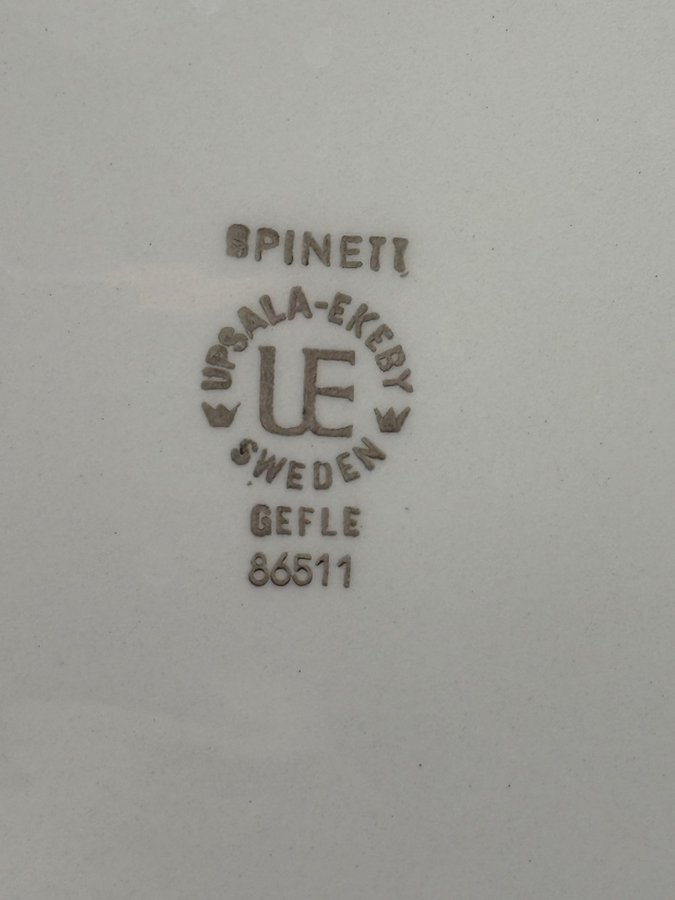 SPINETT
UPSALA-EKEBY
UE
SWEDEN
GEFLE
86511